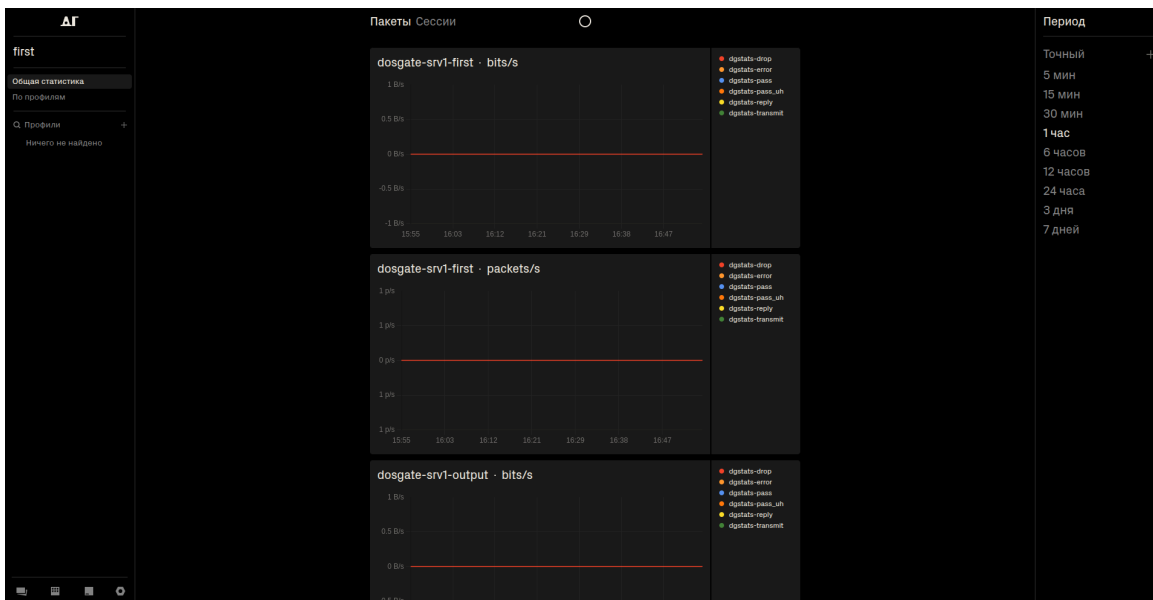 ДГ
first
Общая статистика
По профилям
Профили +
Ничего не найдено
Пакеты Сессии
dosgate-srv1-first · bits/s
1 B/s
0.5 B/s
0 B/s
-0.5 B/s
-1 B/s
15:55 16:03 16:12 16:21 16:29 16:38 16:47
dgstats-drop
dgstats-error
dgstats-pass
dgstats-pass_uh
dgstats-reply
dgstats-transmit
dosgate-srv1-first · packets/s
1 p/s
1 p/s
0 p/s
1 p/s
1 p/s
15:55 16:03 16:12 16:21 16:29 16:38 16:47
dgstats-drop
dgstats-error
dgstats-pass
dgstats-pass_uh
dgstats-reply
dgstats-transmit
dosgate-srv1-output · bits/s
1 B/s
0.5 B/s
0 B/s
-0.5 B/s
dgstats-drop
dgstats-error
dgstats-pass
dgstats-pass_uh
dgstats-reply
dgstats-transmit
Период
Точный +
5 мин
15 мин
30 мин
1 час
6 часов
12 часов
24 часа
3 дня
7 дней